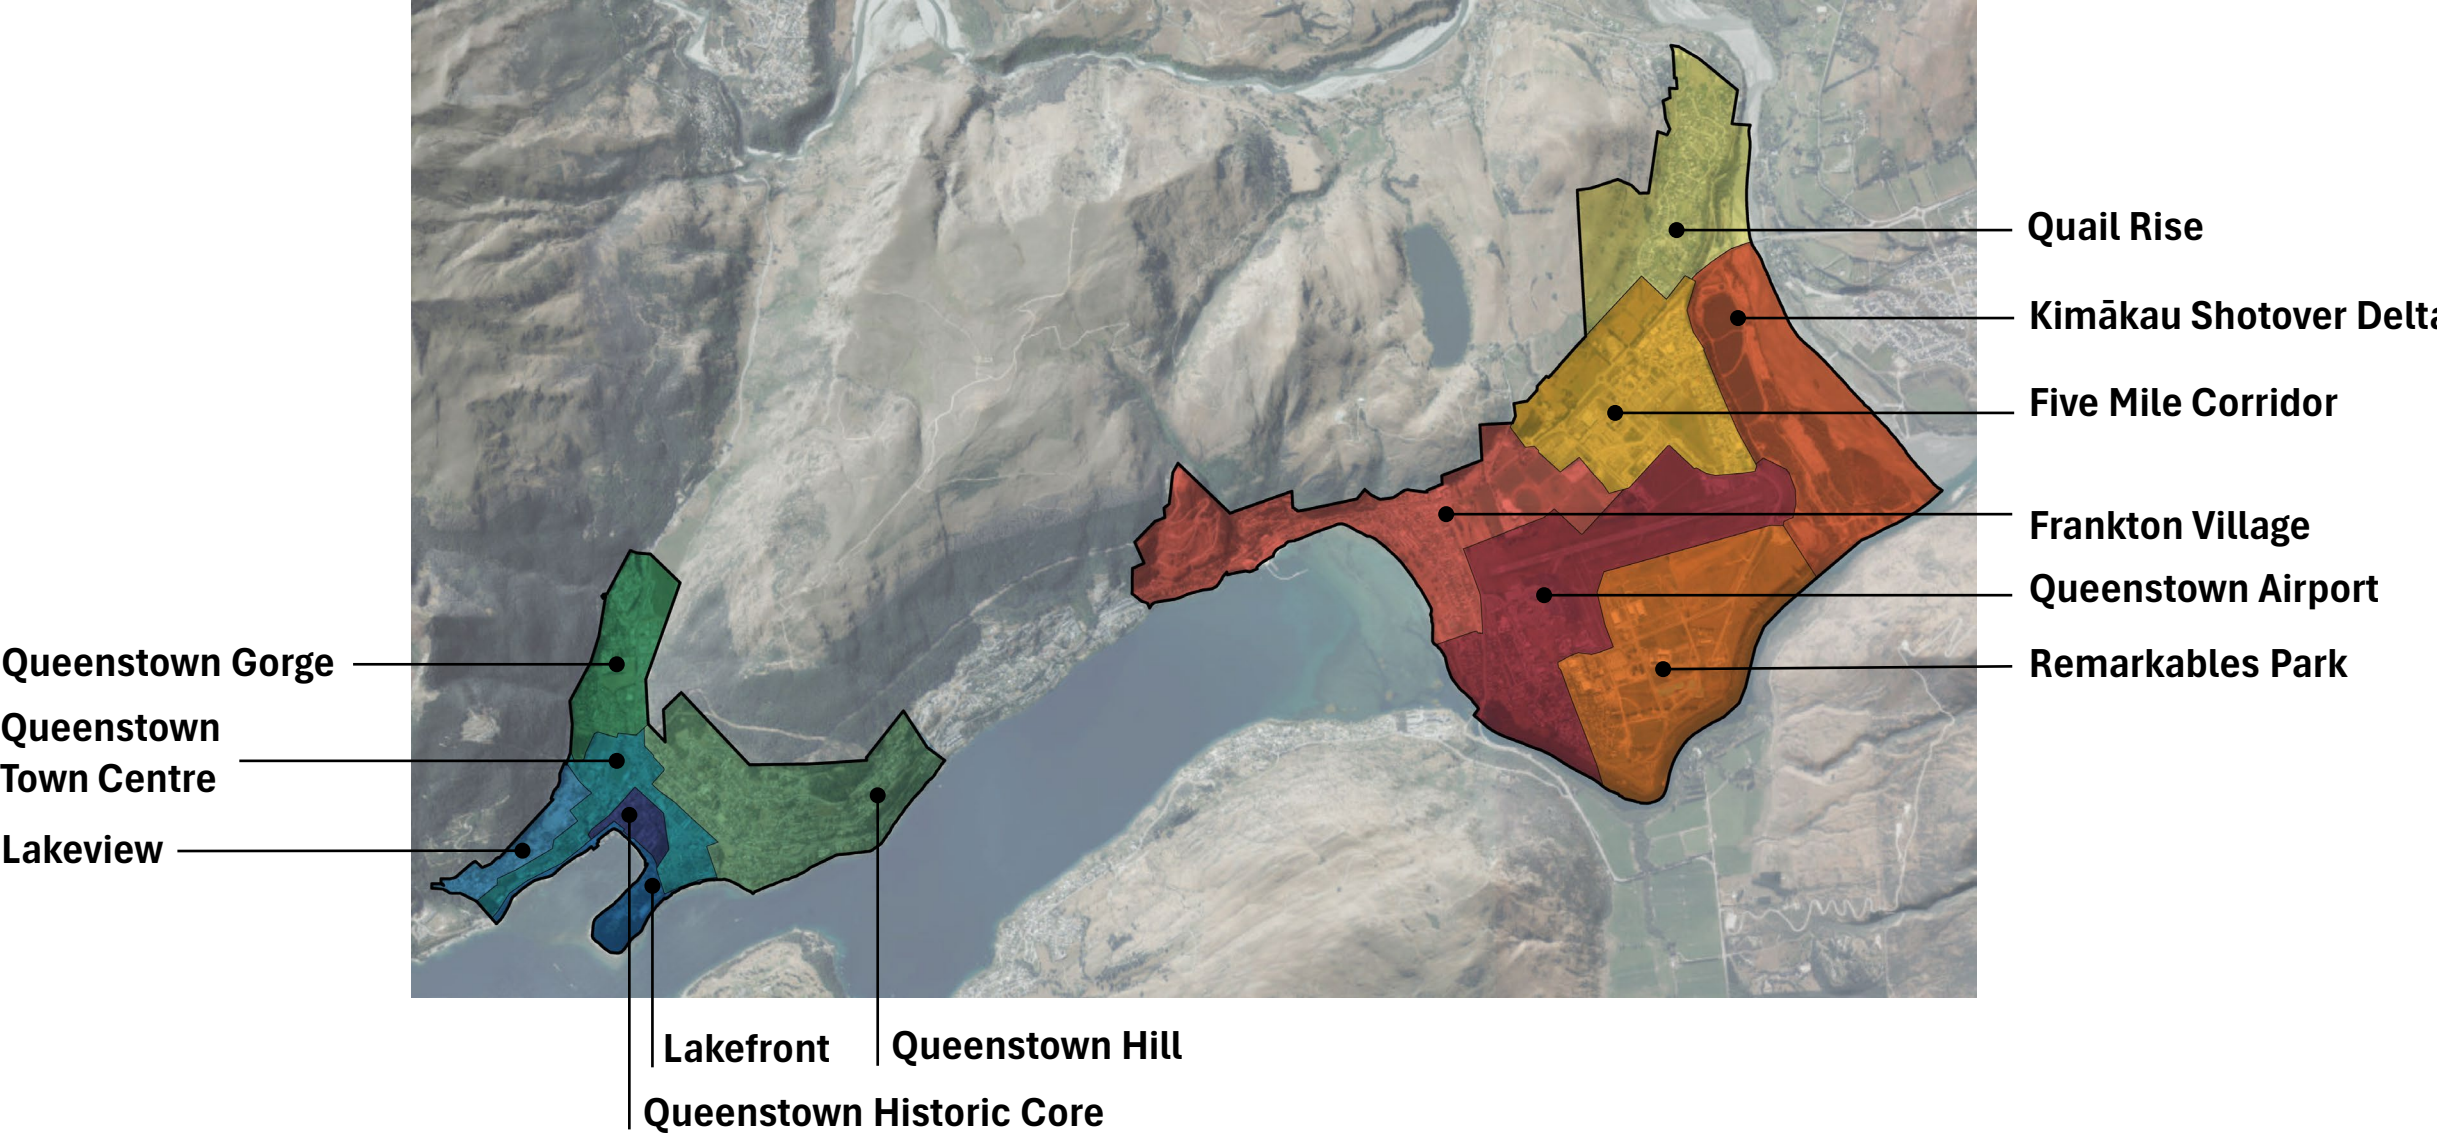 Quail Rise
Kimākau Shotover Delta
Five Mile Corridor
Frankton Village
Queenstown Airport
Remarkables Park
Queenstown Gorge
Queenstown
Town Centre
Lakeview
Lakefront
Queenstown Hill
Queenstown Historic Core